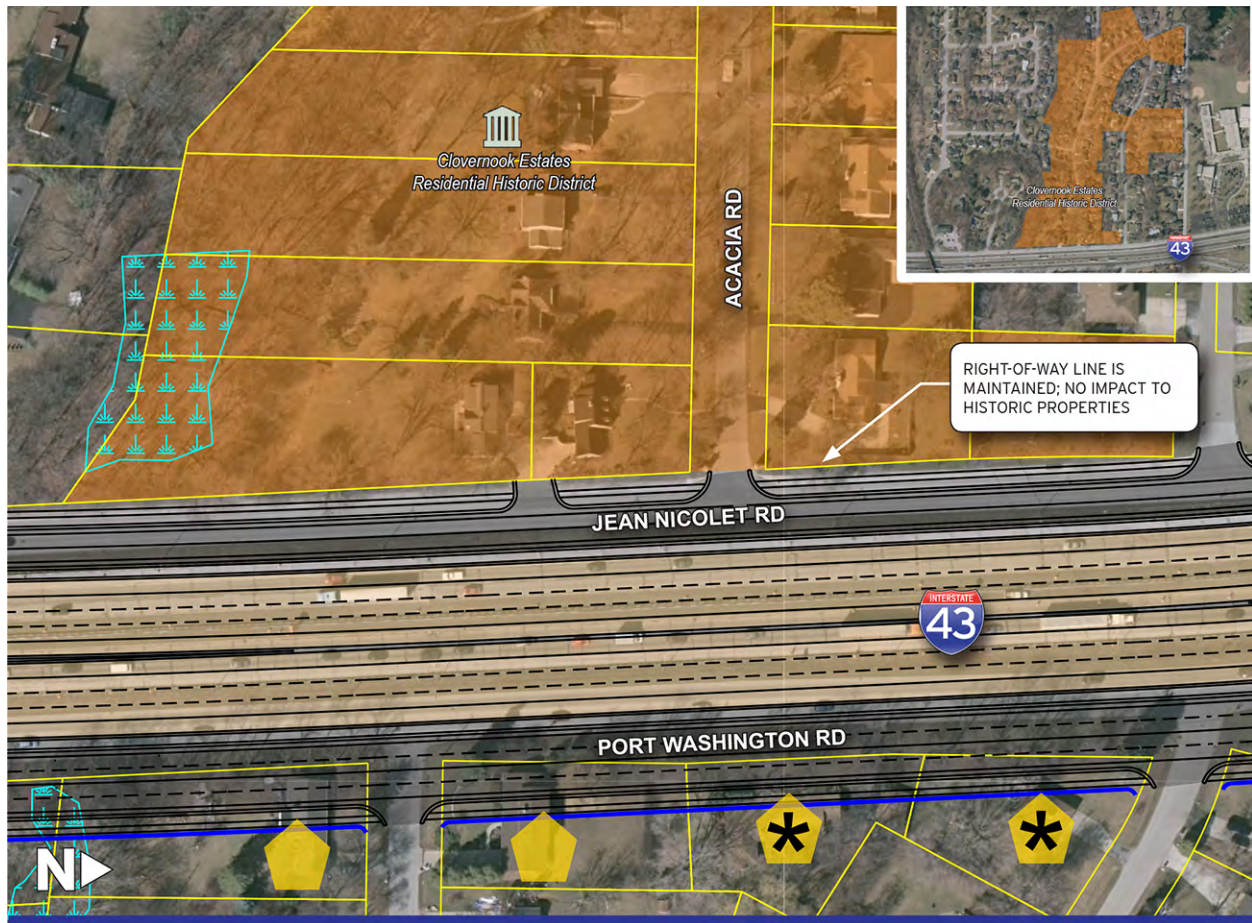 Clovernook Estates
Residential Historic District
ACACIA RD
Clovernook Estates
Residential Historic District
43
RIGHT-OF-WAY LINE IS
MAINTAINED; NO IMPACT TO
HISTORIC PROPERTIES
JEAN NICOLET RD
INTERSTATE
43
PORT WASHINGTON RD
*
*
N